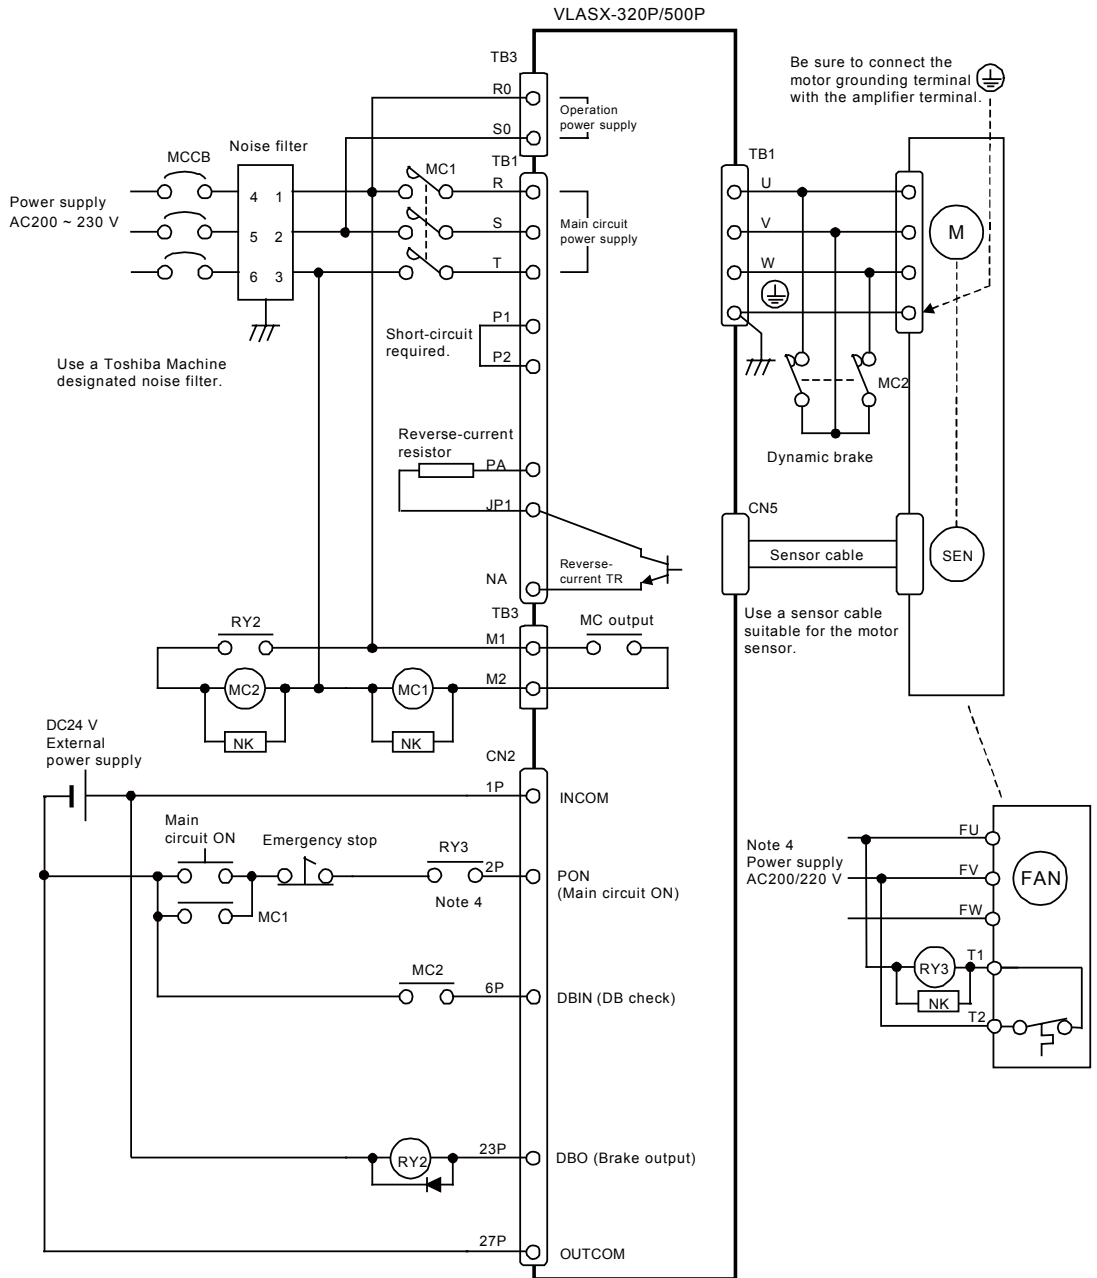 VLASX-320P/500P
TB3
R0
Operation
power supply
S0
Be sure to connect the
motor grounding terminal
with the amplifier terminal.
MCCB
Noise filter
4 1
5 2
6 3
Power supply
AC200 ~ 230 V
MC1
TB1
R
S
T
Main circuit
power supply
TB1
U
V
W
M
P1
Short-circuit
required.
P2
Use a Toshiba Machine
designated noise filter.
MC2
Dynamic brake
Reverse-current
resistor
PA
JP1
Reverse-
current TR
NA
CN5
Sensor cable
SEN
Use a sensor cable
suitable for the motor
sensor.
TB3
RY2
M1
MC output
MC2
MC1
M2
NK
NK
DC24 V
External
power supply
CN2
1P
INCOM
Main
circuit ON
Emergency stop
RY3
2P
PON
(Main circuit ON)
Note 4
MC1
MC2
6P
DBIN (DB check)
RY2
23P
DBO (Brake output)
27P
OUTCOM
Note 4
Power supply
AC200/220 V
FU
FV
FW
FAN
RY3
T1
NK
T2